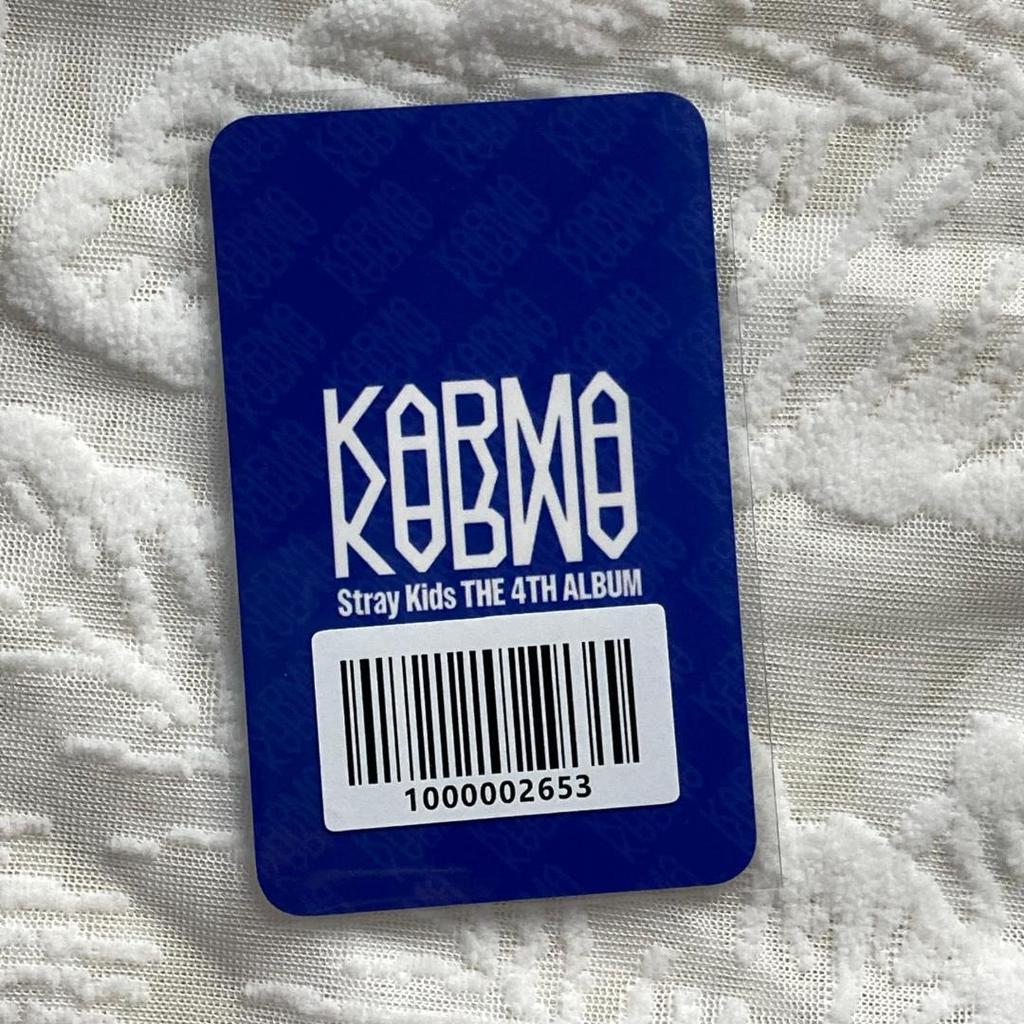 KARMA
Stray Kids THE 4TH ALBUM
1000002653